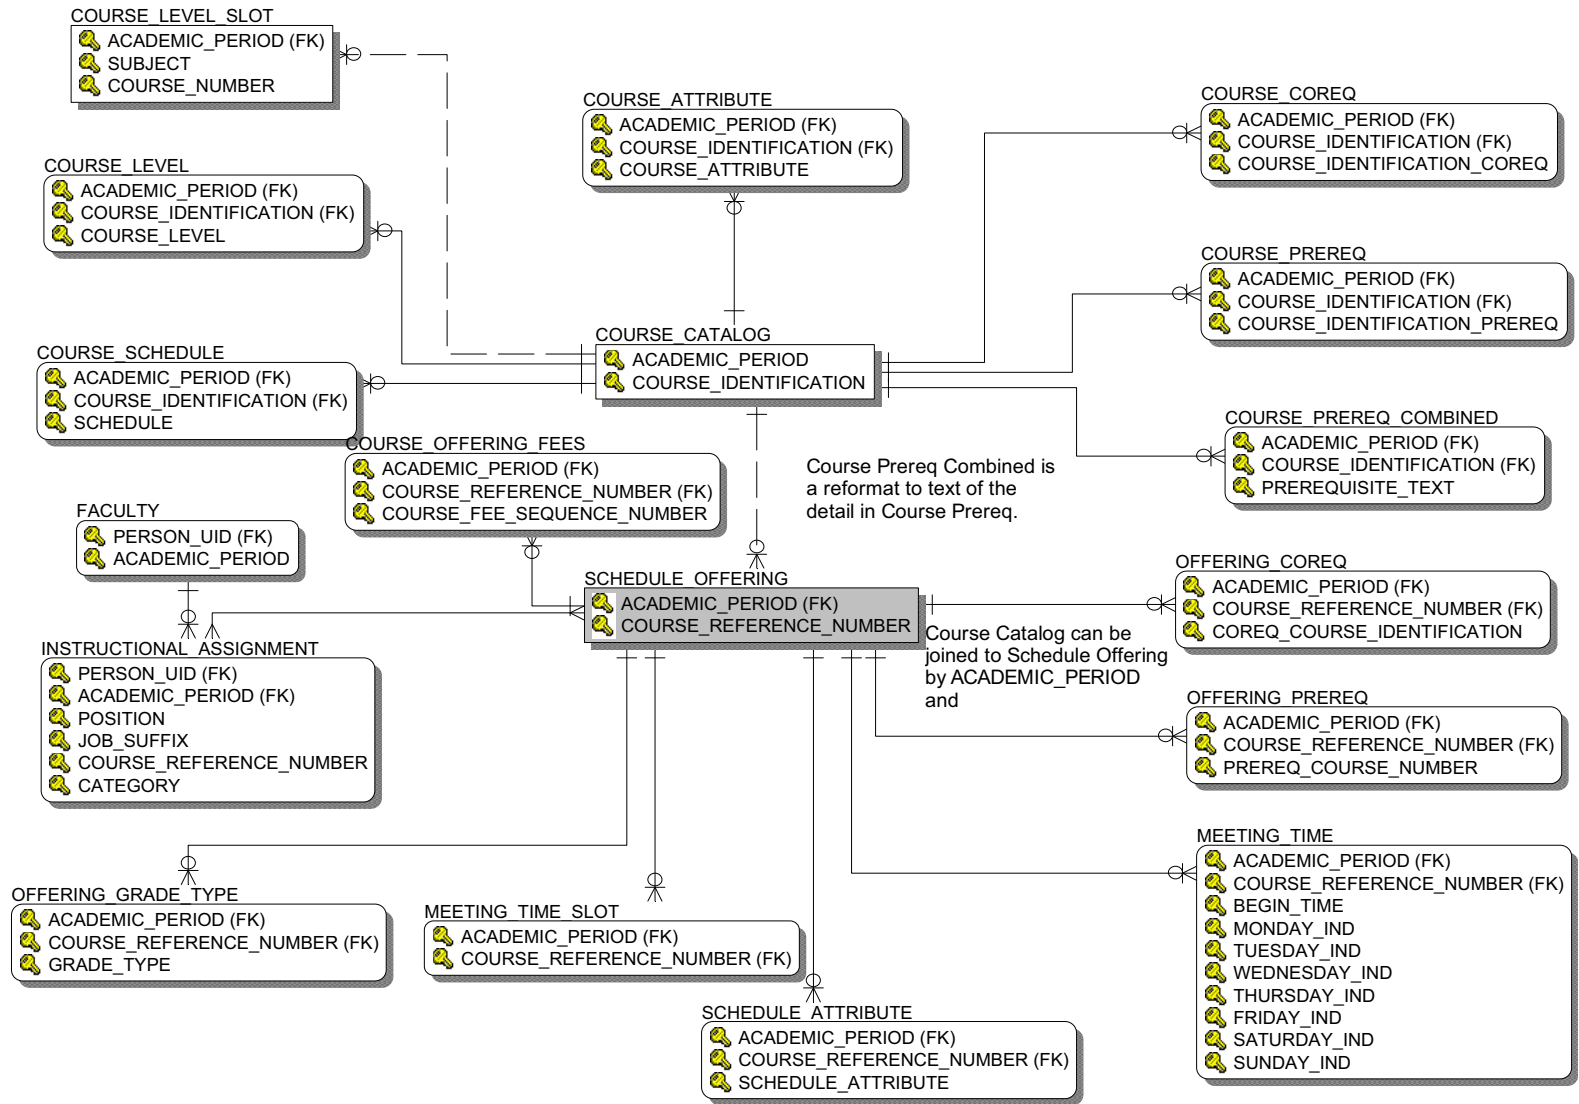 COURSE_LEVEL_SLOT
ACADEMIC_PERIOD (FK)
SUBJECT
COURSE_NUMBER
COURSE_ATTRIBUTE
ACADEMIC_PERIOD (FK)
COURSE_IDENTIFICATION (FK)
COURSE_ATTRIBUTE
COURSE_COREQ
ACADEMIC_PERIOD (FK)
COURSE_IDENTIFICATION (FK)
COURSE_IDENTIFICATION_COREQ
COURSE_LEVEL
ACADEMIC_PERIOD (FK)
COURSE_IDENTIFICATION (FK)
COURSE_LEVEL
COURSE_PREREQ
ACADEMIC_PERIOD (FK)
COURSE_IDENTIFICATION (FK)
COURSE_IDENTIFICATION_PREREQ
COURSE_CATALOG
ACADEMIC_PERIOD
COURSE_IDENTIFICATION
COURSE_SCHEDULE
ACADEMIC_PERIOD (FK)
COURSE_IDENTIFICATION (FK)
SCHEDULE
COURSE_PREREQ_COMBINED
ACADEMIC_PERIOD (FK)
COURSE_IDENTIFICATION (FK)
PREREQUISITE_TEXT
COURSE_OFFERING_FEES
ACADEMIC_PERIOD (FK)
COURSE_REFERENCE_NUMBER (FK)
COURSE_FEE_SEQUENCE_NUMBER
Course Prereq Combined is
a reformat to text of the
detail in Course Prereq.
FACULTY
PERSON_UID (FK)
ACADEMIC_PERIOD
SCHEDULE_OFFERING
ACADEMIC_PERIOD (FK)
COURSE_REFERENCE_NUMBER
OFFERING_COREQ
ACADEMIC_PERIOD (FK)
COURSE_REFERENCE_NUMBER (FK)
COREQ_COURSE_IDENTIFICATION
Course Catalog can be
joined to Schedule Offering
by ACADEMIC_PERIOD
and
INSTRUCTIONAL_ASSIGNMENT
PERSON_UID (FK)
ACADEMIC_PERIOD (FK)
POSITION
JOB_SUFFIX
COURSE_REFERENCE_NUMBER
CATEGORY
OFFERING_PREREQ
ACADEMIC_PERIOD (FK)
COURSE_REFERENCE_NUMBER (FK)
PREREQ_COURSE_NUMBER
MEETING_TIME
ACADEMIC_PERIOD (FK)
COURSE_REFERENCE_NUMBER (FK)
BEGIN_TIME
MONDAY_IND
TUESDAY_IND
WEDNESDAY_IND
THURSDAY_IND
FRIDAY_IND
SATURDAY_IND
SUNDAY_IND
OFFERING_GRADE_TYPE
ACADEMIC_PERIOD (FK)
COURSE_REFERENCE_NUMBER (FK)
GRADE_TYPE
MEETING_TIME_SLOT
ACADEMIC_PERIOD (FK)
COURSE_REFERENCE_NUMBER (FK)
SCHEDULE_ATTRIBUTE
ACADEMIC_PERIOD (FK)
COURSE_REFERENCE_NUMBER (FK)
SCHEDULE_ATTRIBUTE